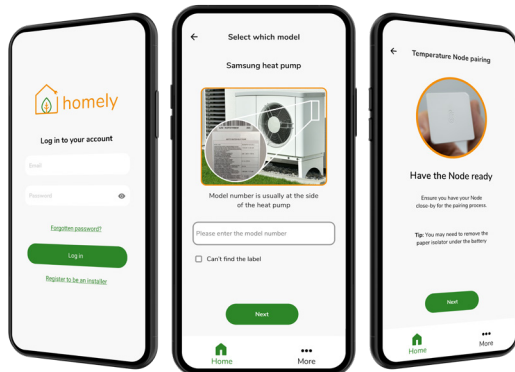 homely
Log in to your account
Email
Password
Forgotten password?
Log in
Register to be an installer
Select which model
Samsung heat pump
Model number is usually at the side
of the heat pump
Please enter the model number
Can't find the label
Next
Home
More
Temperature Node pairing
Have the Node ready
Ensure you have your Node
close-by for the pairing process.
Tip: You may need to remove the
paper isolator under the battery
Next
Home
More